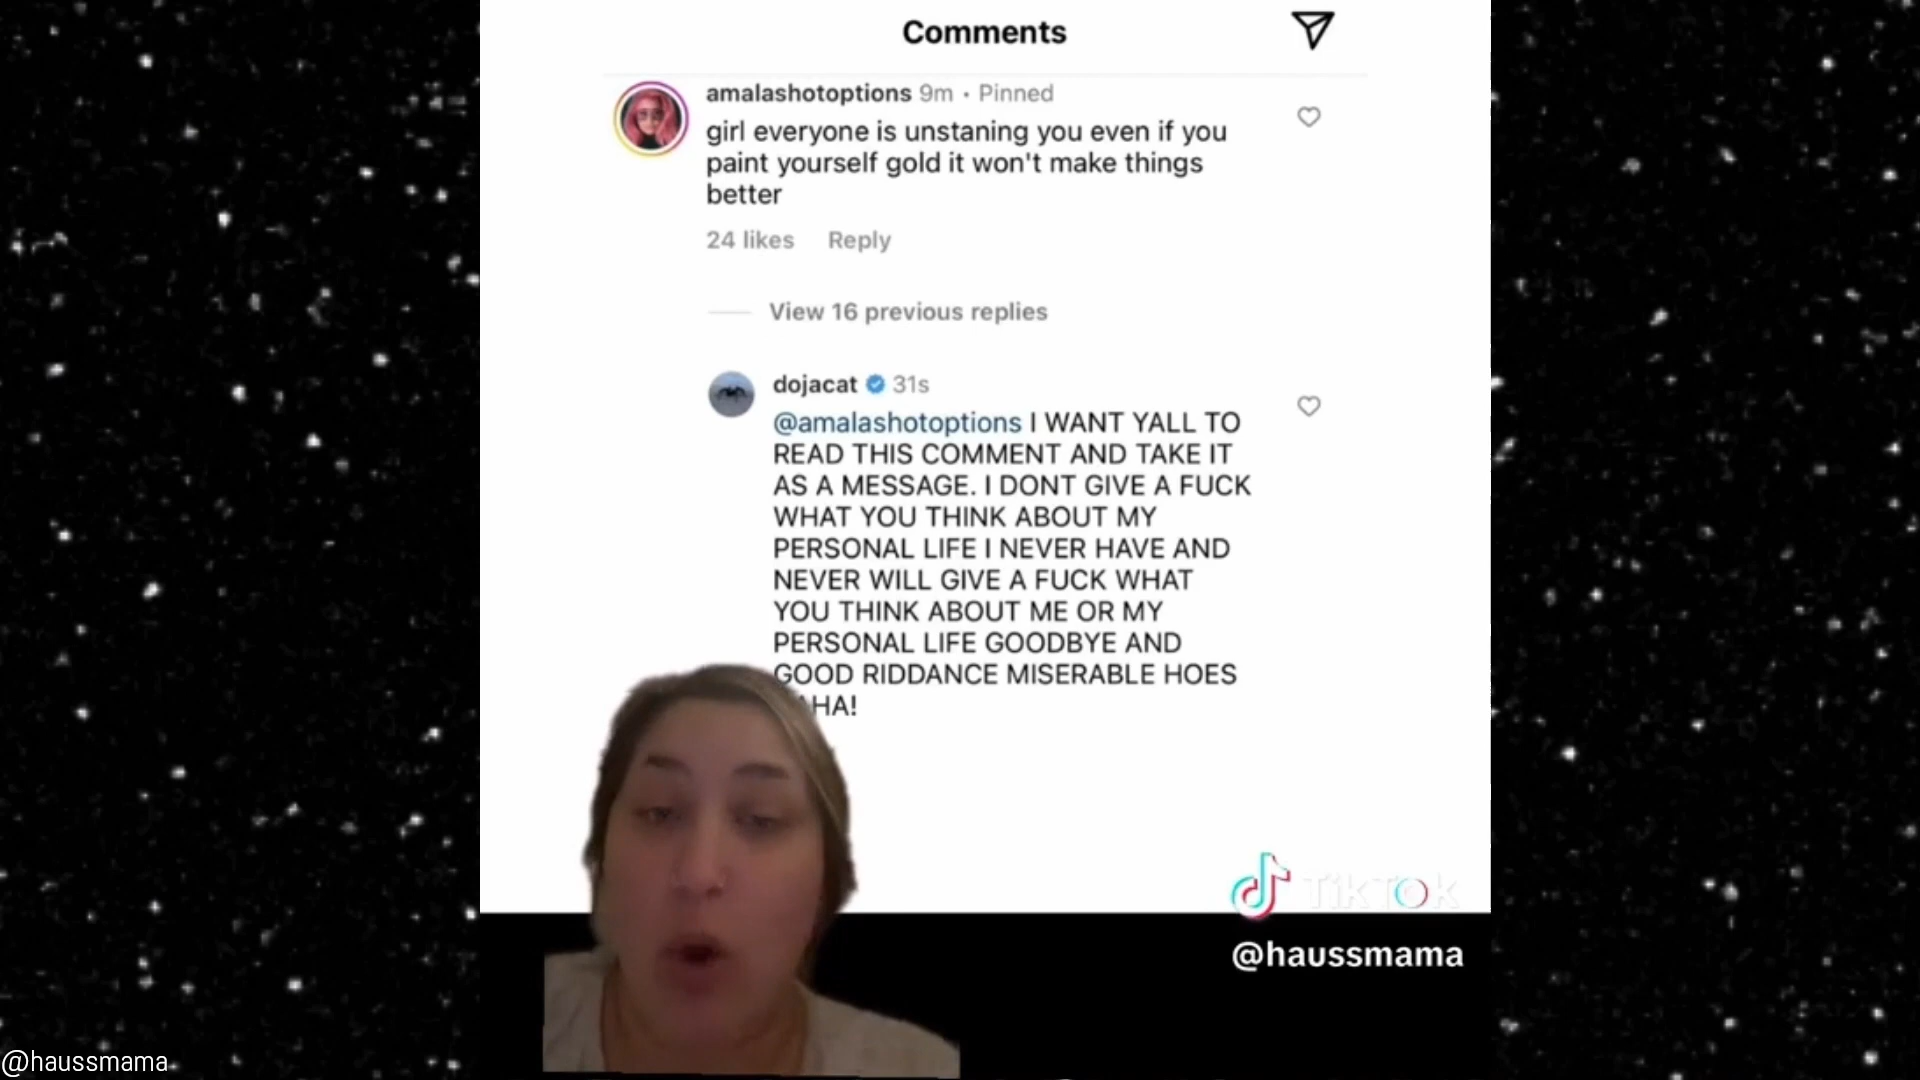 Comments
amalashotoptions 9m • Pinned
girl everyone is unstaning you even if you
paint yourself gold it won't make things
better
24 likes Reply
View 16 previous replies
dojacat 31s
@amalashotoptions I WANT YALL TO
READ THIS COMMENT AND TAKE IT
AS A MESSAGE. I DONT GIVE A FUCK
WHAT YOU THINK ABOUT MY
PERSONAL LIFE I NEVER HAVE AND
NEVER WILL GIVE A FUCK WHAT
YOU THINK ABOUT ME OR MY
PERSONAL LIFE GOODBYE AND
GOOD RIDDANCE MISERABLE HOES
AHA!
TikTok
@haussmama
@haussmama